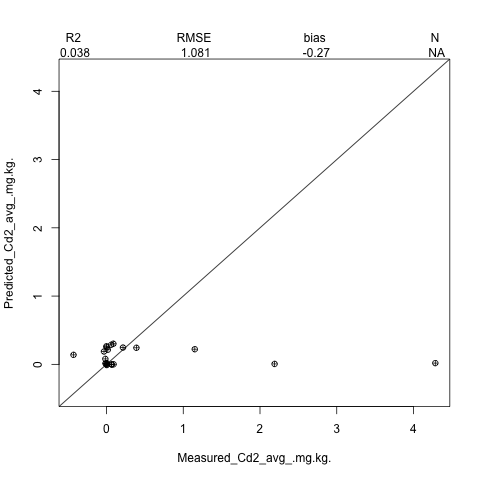 R2 RMSE bias N
0.038 1.081 -0.27 NA
4
3
2
1
0
Predicted_Cd2_avg_.mg.kg.
0 1 2 3 4
Measured_Cd2_avg_.mg.kg.